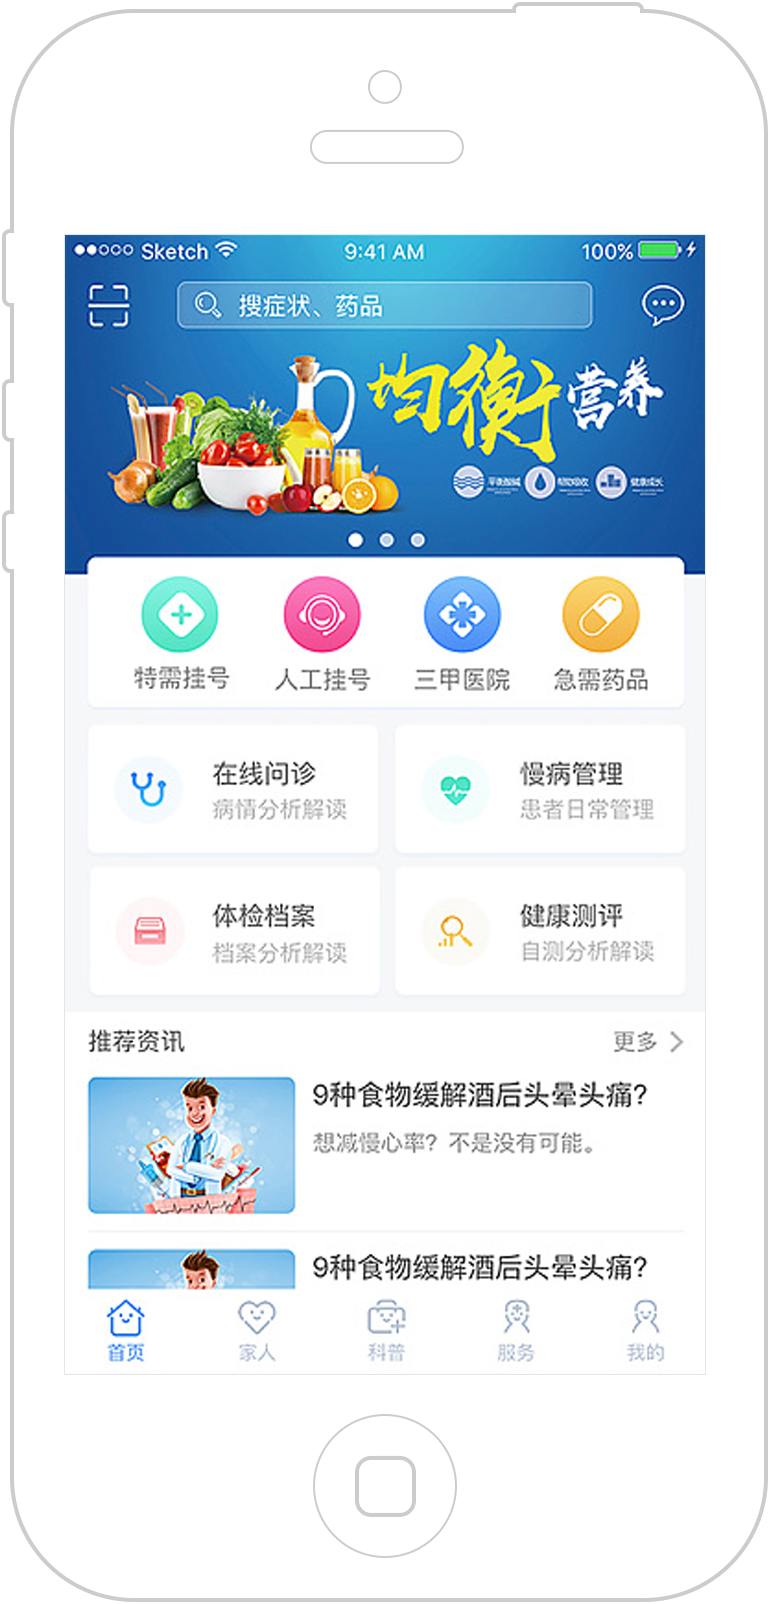 Sketch 9:41 AM 100%
搜症状、药品
均衡营养
平衡酸碱 帮助吸收 健康成长
特需挂号 人工挂号 三甲医院 急需药品
在线问诊 慢病管理
病情分析解读 患者日常管理
体检档案 健康测评
档案分析解读 自测分析解读
推荐资讯 更多
9种食物缓解酒后头晕头痛?
想减慢心率? 不是没有可能。
9种食物缓解酒后头晕头痛?
首页 家人 科普 服务 我的